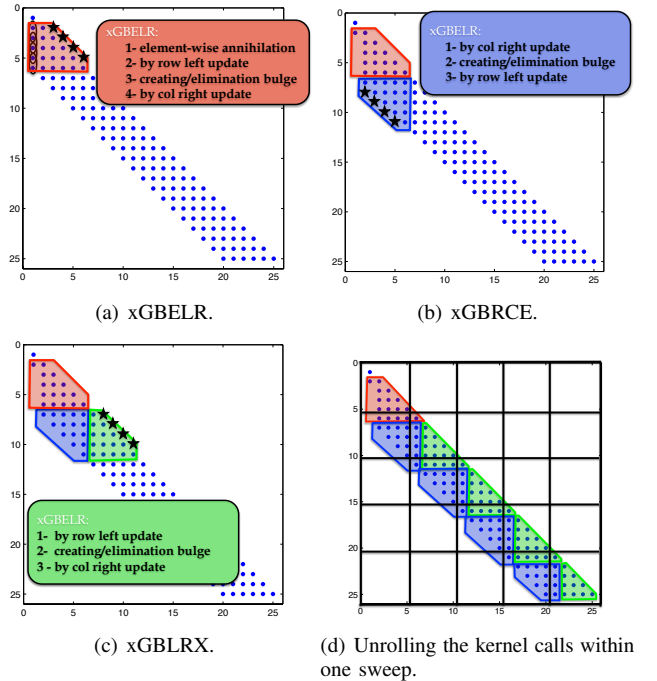 0
5
10
15
20
25
0 5 10 15 20 25
xGBELR:
1- element-wise annihilation
2- by row left update
3- creating/elimination bulge
4- by col right update
(a) xGBELR.
0
5
10
15
20
25
0 5 10 15 20 25
xGBELR:
1- by col right update
2- creating/elimination bulge
3- by row left update
(b) xGBRCE.
0
5
10
15
20
25
0 5 10 15 20 25
xGBELR:
1- by row left update
2- creating/elimination bulge
3 - by col right update
(c) xGBLRX.
0
5
10
15
20
25
0 5 10 15 20 25
(d) Unrolling the kernel calls within
one sweep.